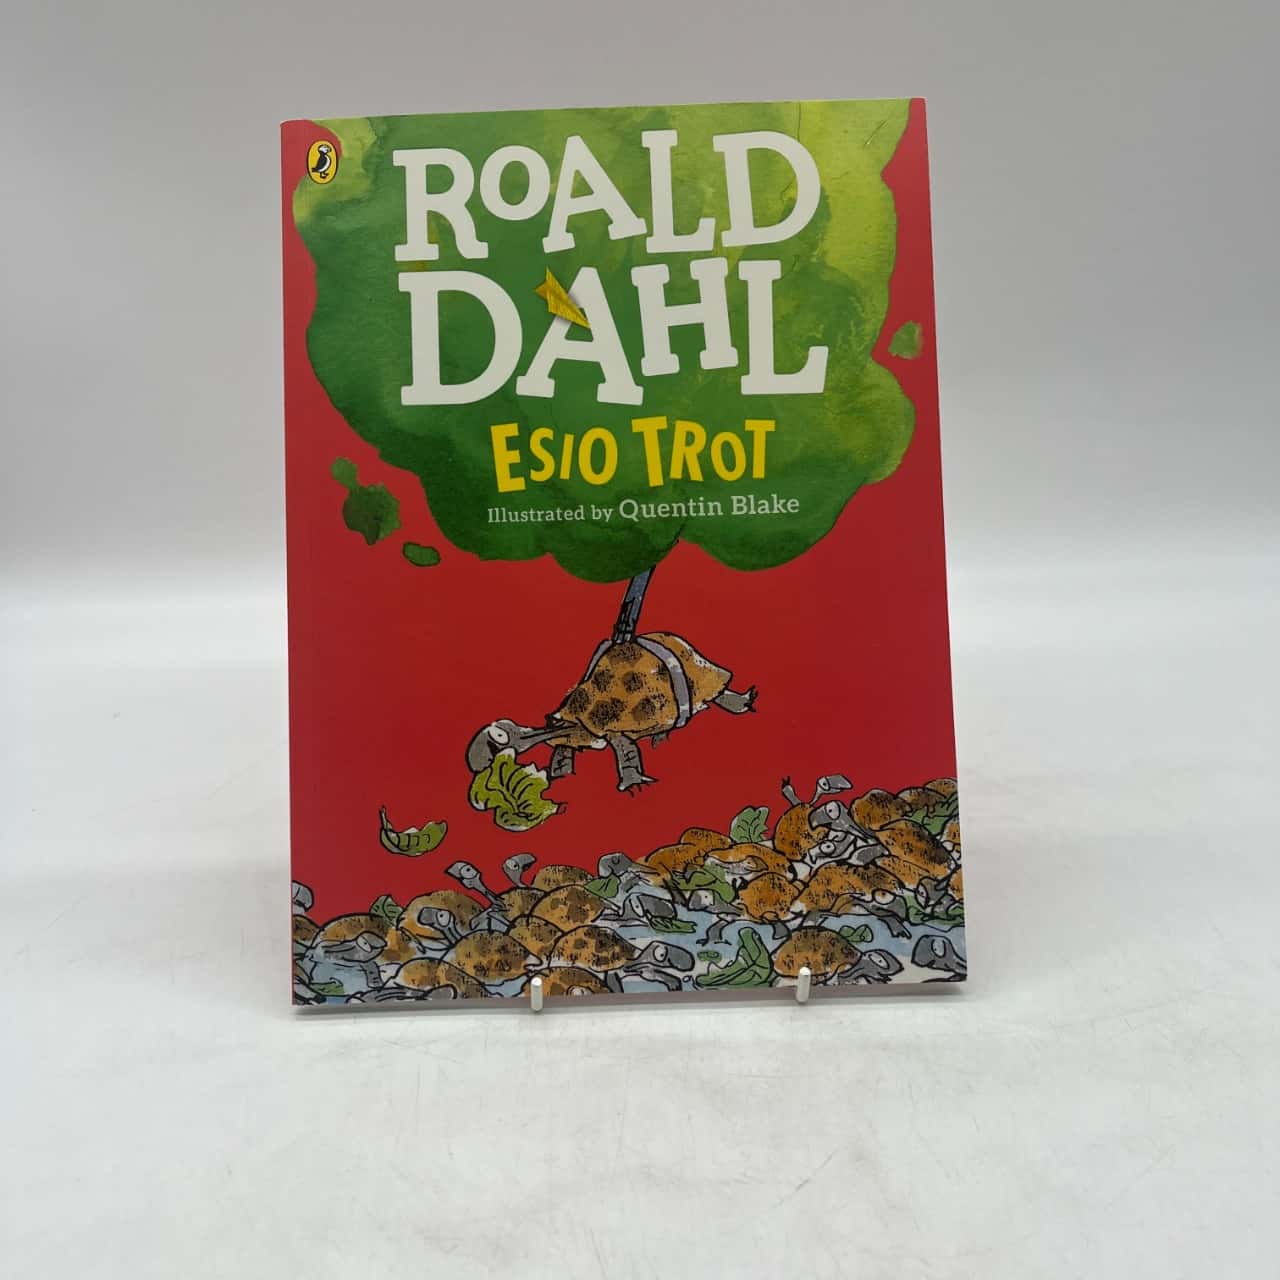 ROALD
DAHL
ESIO TROT
Illustrated by Quentin Blake